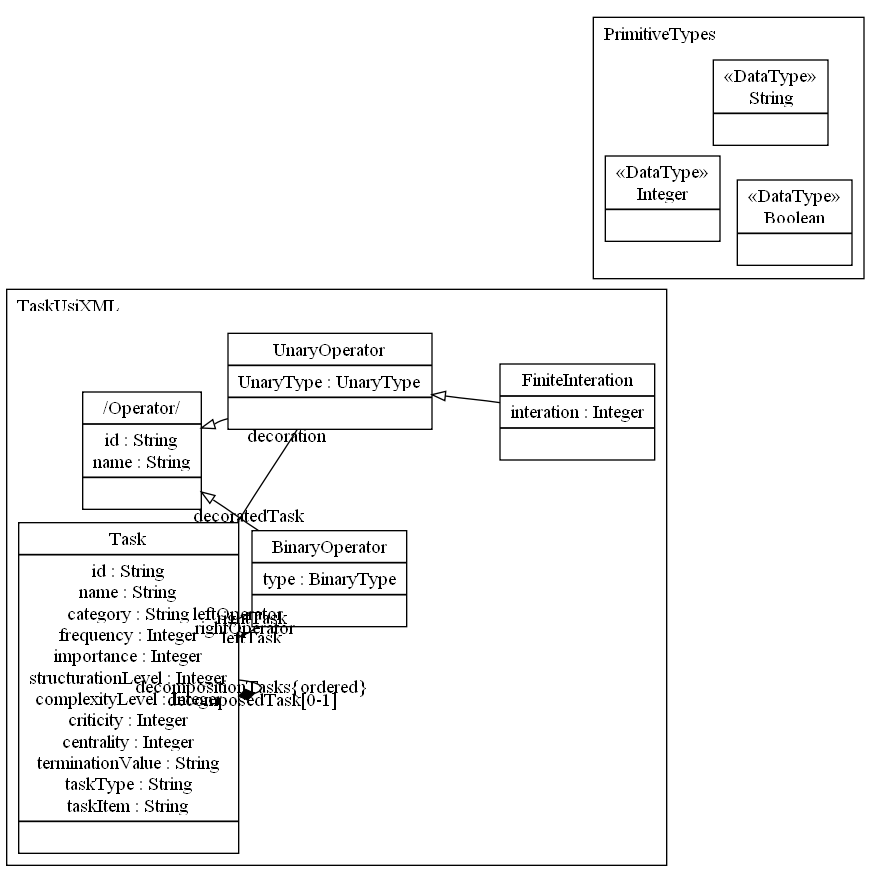 PrimitiveTypes
«DataType»
String
«DataType»
Integer
«DataType»
Boolean
TaskUsiXML
UnaryOperator
UnaryType : UnaryType
FiniteInteration
interation : Integer
/Operator/
id : String
name : String
decoration
decoratedTask
Task
id : String
name : String
category : String
frequency : Integer
importance : Integer
structurationLevel : Integer
complexityLevel : Integer
criticity : Integer
centrality : Integer
terminationValue : String
taskType : String
taskItem : String
BinaryOperator
type : BinaryType
leftOperator
rightTask
rightOperator
leftTask
decompositionTasks{ordered}
decomposedTask[0-1]